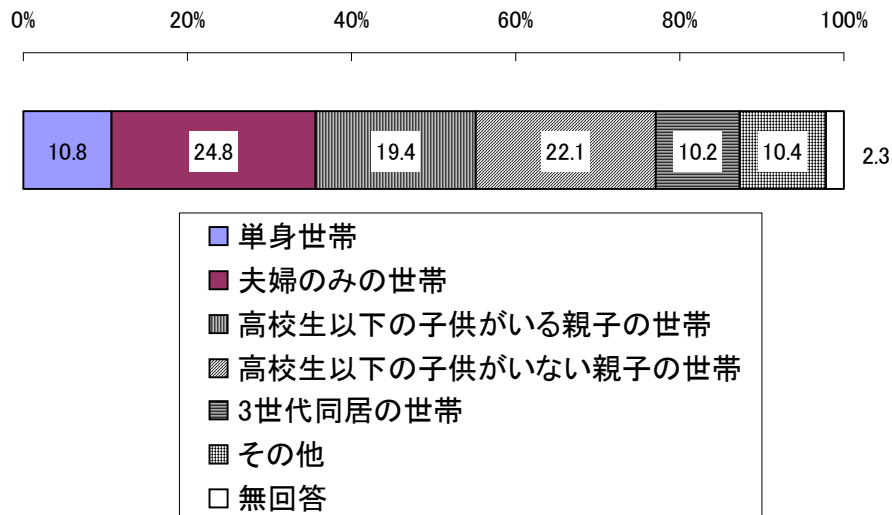 0% 20% 40% 60% 80% 100%
10.8 24.8 19.4 22.1 10.2 10.4 2.3
単身世帯
夫婦のみの世帯
高校生以下の子供がいる親子の世帯
高校生以下の子供がいない親子の世帯
3世代同居の世帯
その他
無回答